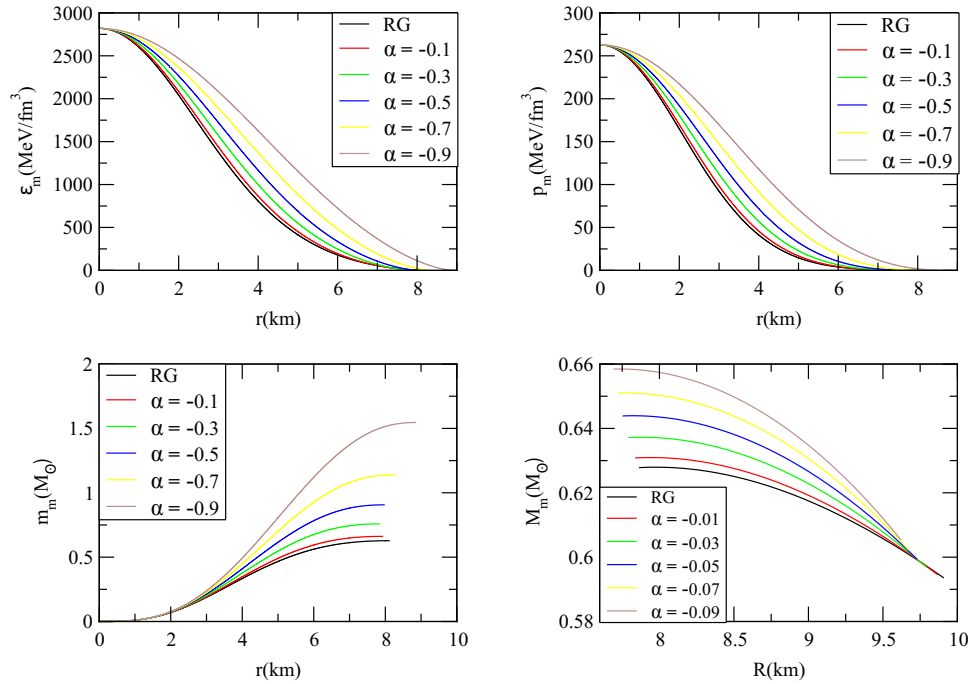 3000
2500
2000
1500
1000
500
0
ε_m(MeV/fm³)
0
2
4
6
8
r(km)
RG
α = -0.1
α = -0.3
α = -0.5
α = -0.7
α = -0.9
300
250
200
150
100
50
0
p_m(MeV/fm³)
0
2
4
6
8
r(km)
RG
α = -0.1
α = -0.3
α = -0.5
α = -0.7
α = -0.9
2
1.5
1
0.5
0
m_m(M_⊙)
0
2
4
6
8
10
r(km)
RG
α = -0.1
α = -0.3
α = -0.5
α = -0.7
α = -0.9
0.66
0.64
0.62
0.6
0.58
M_m(M_⊙)
8
8.5
9
9.5
10
R(km)
RG
α = -0.01
α = -0.03
α = -0.05
α = -0.07
α = -0.09